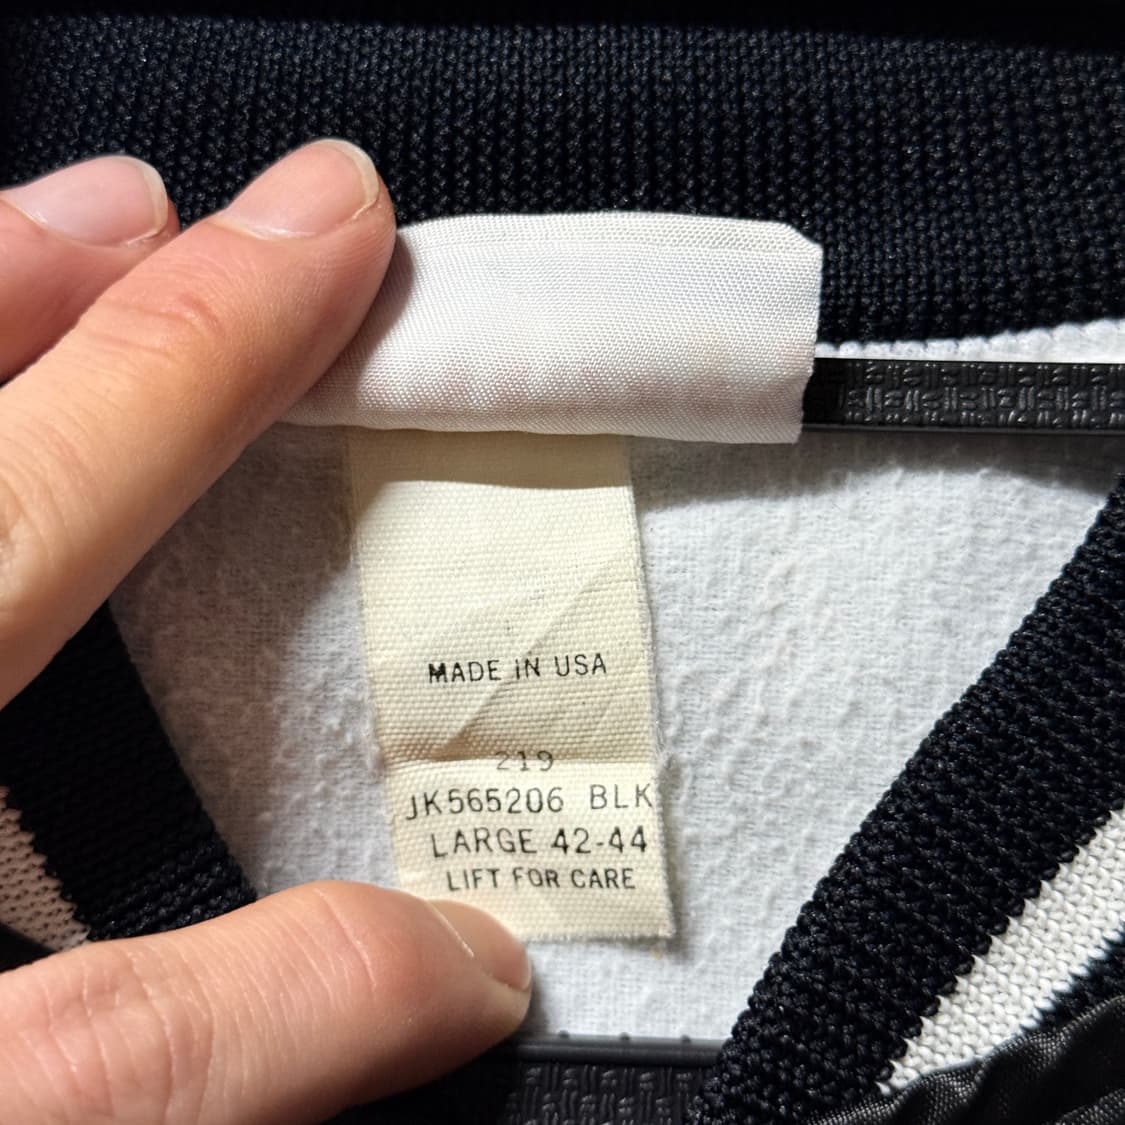 MADE IN USA
219
JK565206 BLK
LARGE 42-44
LIFT FOR CARE